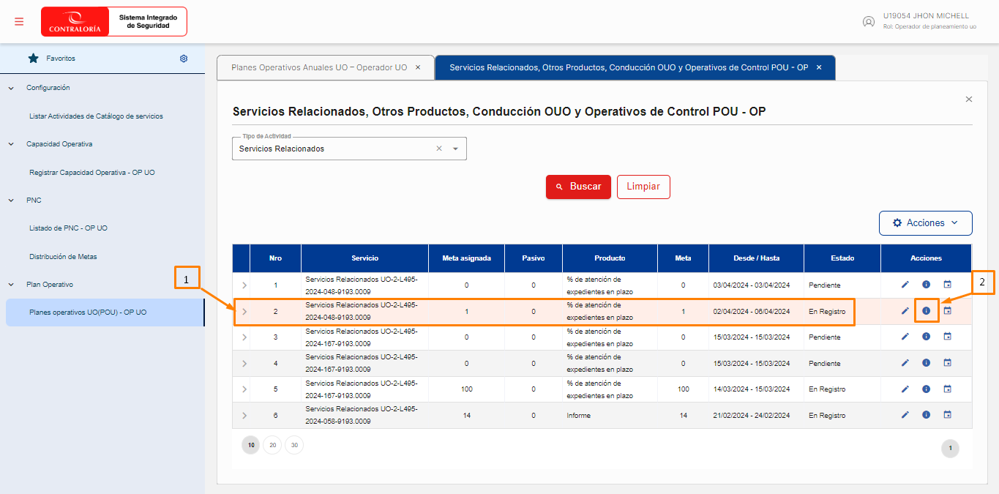 CONTRALORÍA
Sistema Integrado
de Seguridad
U19054 JHON MICHELL
Rol: Operador de planeamiento uo
Favoritos
Configuración
Listar Actividades de Catálogo de servicios
Capacidad Operativa
Registrar Capacidad Operativa - OP UO
PNC
Listado de PNC - OP UO
Distribución de Metas
Plan Operativo
Planes operativos UO(POU) - OP UO
Planes Operativos Anuales UO – Operador UO ×
Servicios Relacionados, Otros Productos, Conducción OUO y Operativos de Control POU - OP ×
Servicios Relacionados, Otros Productos, Conducción OUO y Operativos de Control POU - OP
Tipo de Actividad
Servicios Relacionados
Buscar
Limpiar
Acciones
Nro Servicio Meta asignada Pasivo Producto Meta Desde / Hasta Estado Acciones
1 Servicios Relacionados UO-2-L495-2024-048-9193.0009 0 0 % de atención de expedientes en plazo 0 03/04/2024 - 03/04/2024 Pendiente
2 Servicios Relacionados UO-2-L495-2024-048-9193.0009 1 0 % de atención de expedientes en plazo 1 02/04/2024 - 06/04/2024 En Registro
3 Servicios Relacionados UO-2-L495-2024-167-9193.0009 0 0 % de atención de expedientes en plazo 0 15/03/2024 - 15/03/2024 Pendiente
4 Servicios Relacionados UO-2-L495-2024-167-9193.0009 0 0 % de atención de expedientes en plazo 0 15/03/2024 - 15/03/2024 Pendiente
5 Servicios Relacionados UO-2-L495-2024-167-9193.0009 100 0 % de atención de expedientes en plazo 100 14/03/2024 - 15/03/2024 En Registro
6 Servicios Relacionados UO-2-L495-2024-058-9193.0009 14 0 Informe 14 21/02/2024 - 24/02/2024 En Registro
10 20 30
1
1
2